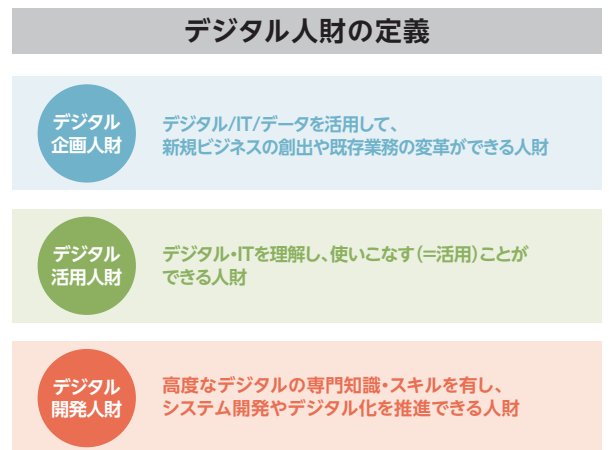 デジタル人財の定義
デジタル
企画人財
デジタル/IT/データを活用して、
新規ビジネスの創出や既存業務の変革ができる人財
デジタル
活用人財
デジタル・ITを理解し、使いこなす(=活用)ことが
できる人財
デジタル
開発人財
高度なデジタルの専門知識・スキルを有し、
システム開発やデジタル化を推進できる人財